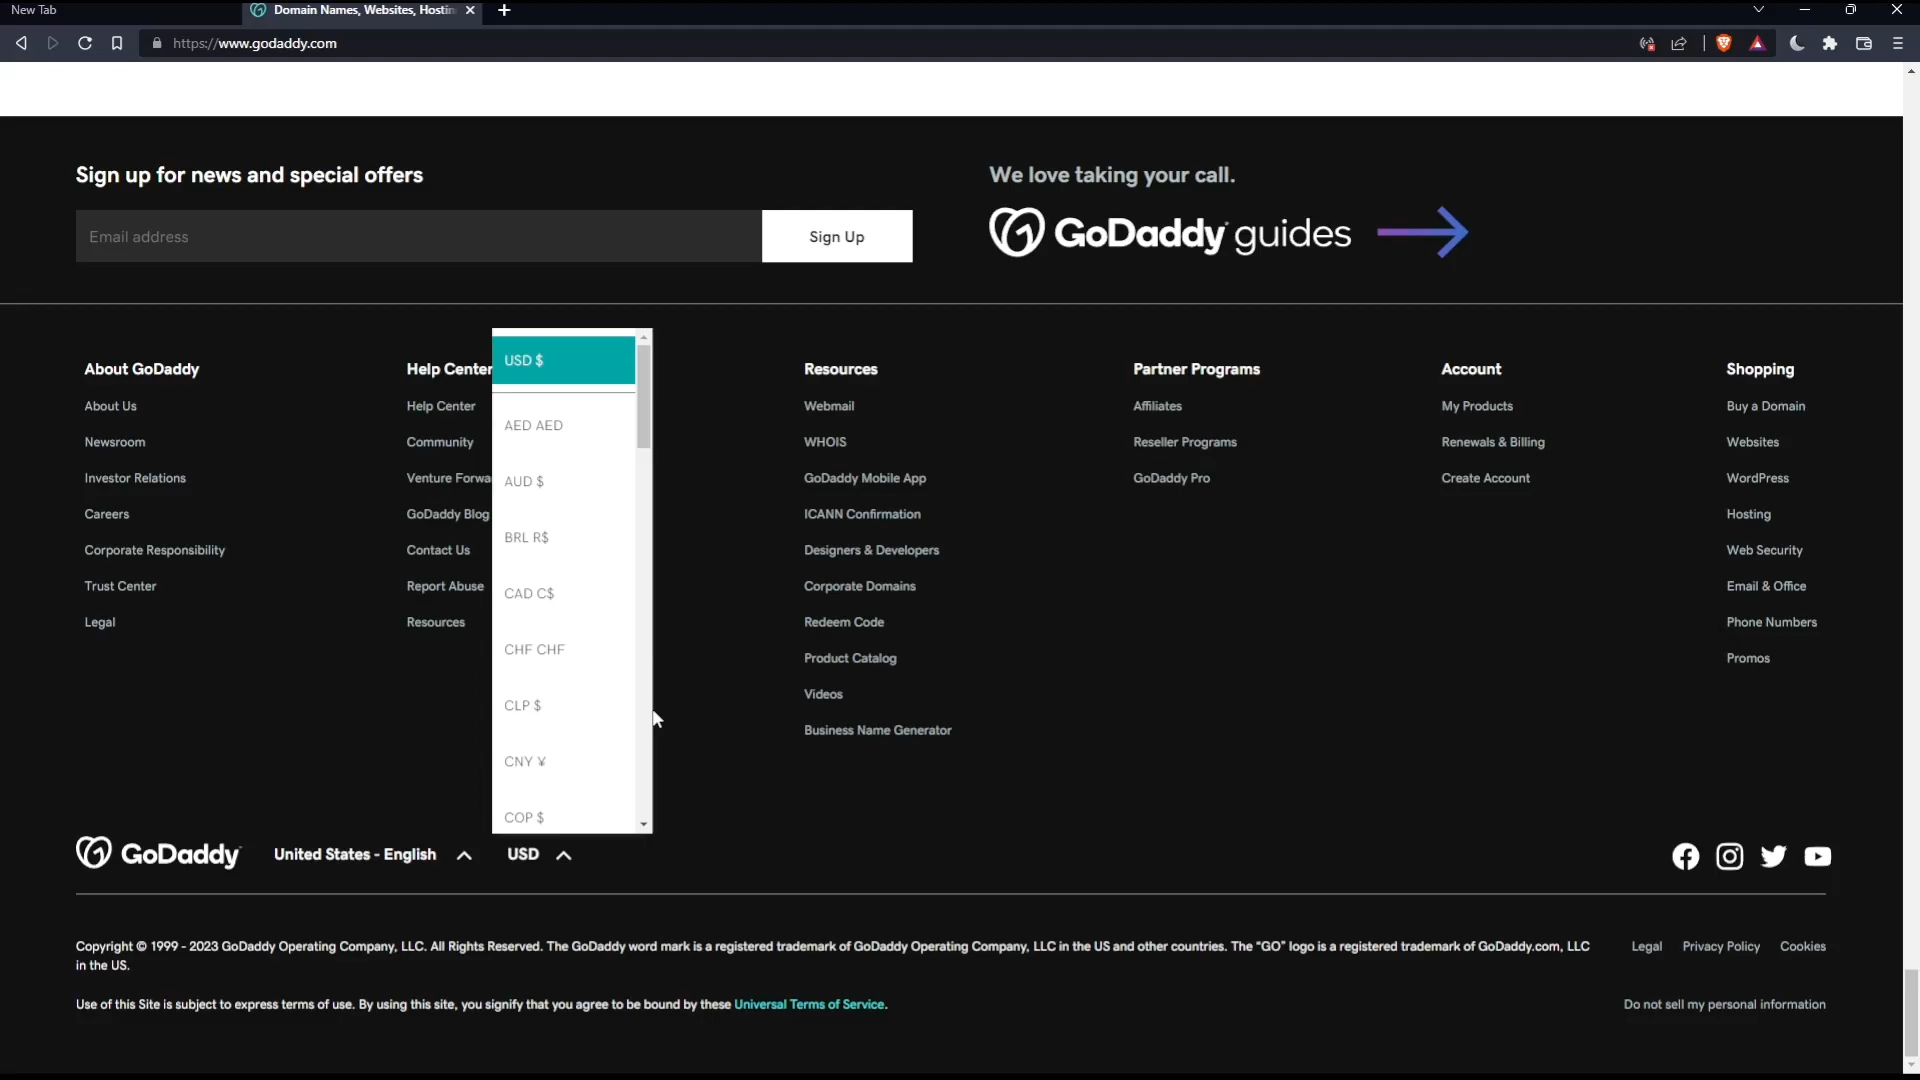 New Tab
Domain Names, Websites, Hostin
https://www.godaddy.com
Sign up for news and special offers
Email address
Sign Up
We love taking your call.
GoDaddy guides
About GoDaddy
About Us
Newsroom
Investor Relations
Careers
Corporate Responsibility
Trust Center
Legal
Help Center
Help Center
Community
Venture Forwa
GoDaddy Blog
Contact Us
Report Abuse
Resources
USD $
AED AED
AUD $
BRL R$
CAD C$
CHF CHF
CLP $
CNY ¥
COP $
Resources
Webmail
WHOIS
GoDaddy Mobile App
ICANN Confirmation
Designers & Developers
Corporate Domains
Redeem Code
Product Catalog
Videos
Business Name Generator
Partner Programs
Affiliates
Reseller Programs
GoDaddy Pro
Account
My Products
Renewals & Billing
Create Account
Shopping
Buy a Domain
Websites
WordPress
Hosting
Web Security
Email & Office
Phone Numbers
Promos
GoDaddy
United States - English
USD
Copyright © 1999 - 2023 GoDaddy Operating Company, LLC. All Rights Reserved. The GoDaddy word mark is a registered trademark of GoDaddy Operating Company, LLC in the US and other countries. The "GO" logo is a registered trademark of GoDaddy.com, LLC
in the US.
Legal
Privacy Policy
Cookies
Use of this Site is subject to express terms of use. By using this site, you signify that you agree to be bound by these Universal Terms of Service.
Do not sell my personal information